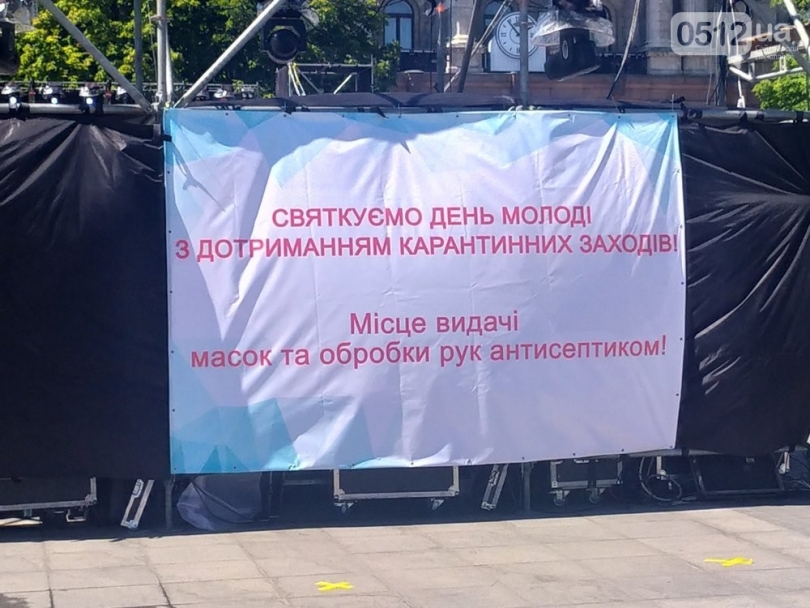 0512.ua
СВЯТКУЄМО ДЕНЬ МОЛОДІ
З ДОТРИМАННЯМ КАРАНТИННИХ ЗАХОДІВ!
Місце видачі
масок та обробки рук антисептиком!